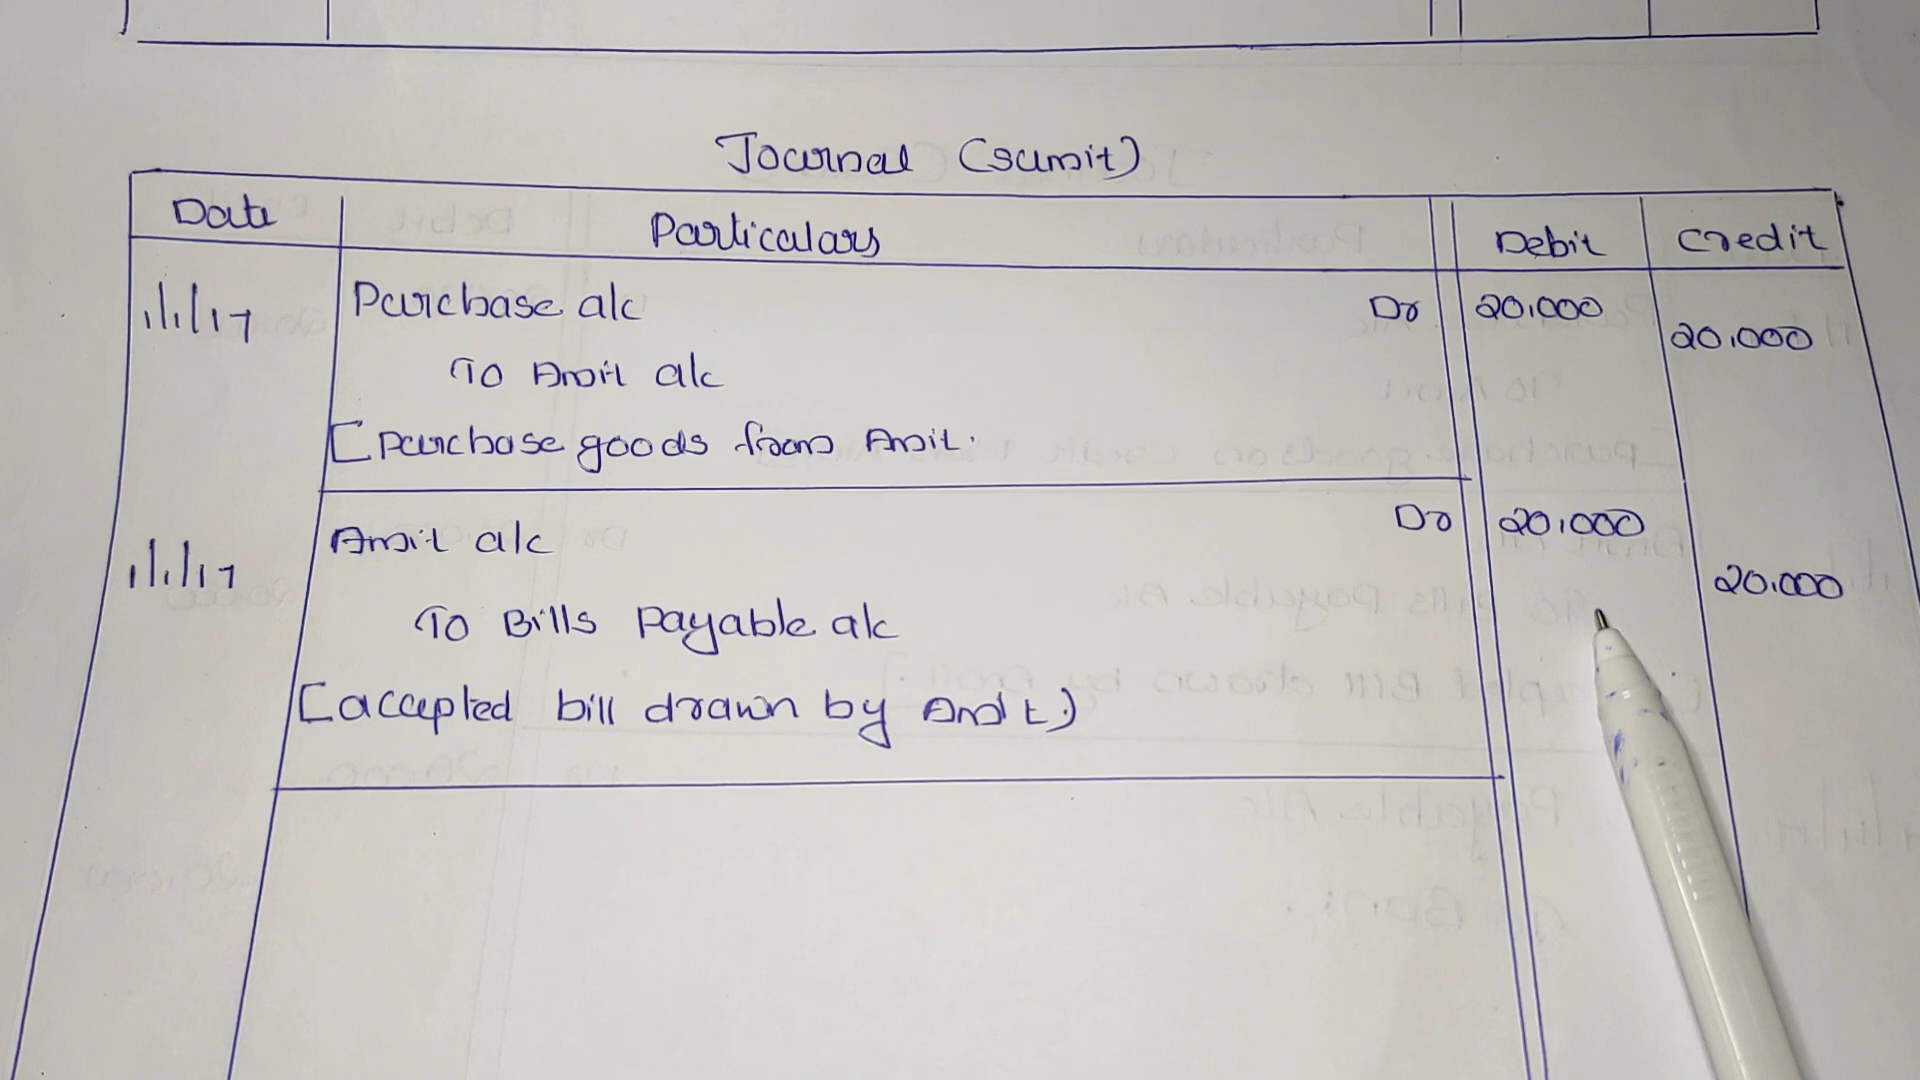 Journal (Sumit)
Date Particulars Debit Credit
1/1/17 Purchase a/c Dr 20,000
To Amit a/c 20,000
[Purchase goods from Amit.
1/1/17 Amit a/c Dr 20,000
To Bills Payable a/c 20,000
[accepted bill drawn by Amit.)